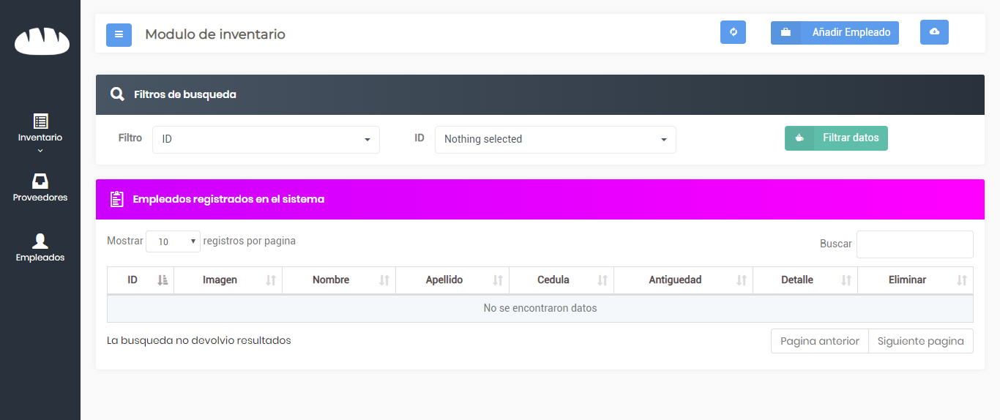 Modulo de inventario
Añadir Empleado
Inventario
Proveedores
Empleados
Filtros de busqueda
Filtro ID ID Nothing selected Filtrar datos
Empleados registrados en el sistema
Mostrar 10 registros por pagina Buscar
ID Imagen Nombre Apellido Cedula Antiguedad Detalle Eliminar
No se encontraron datos
La busqueda no devolvio resultados Pagina anterior Siguiente pagina